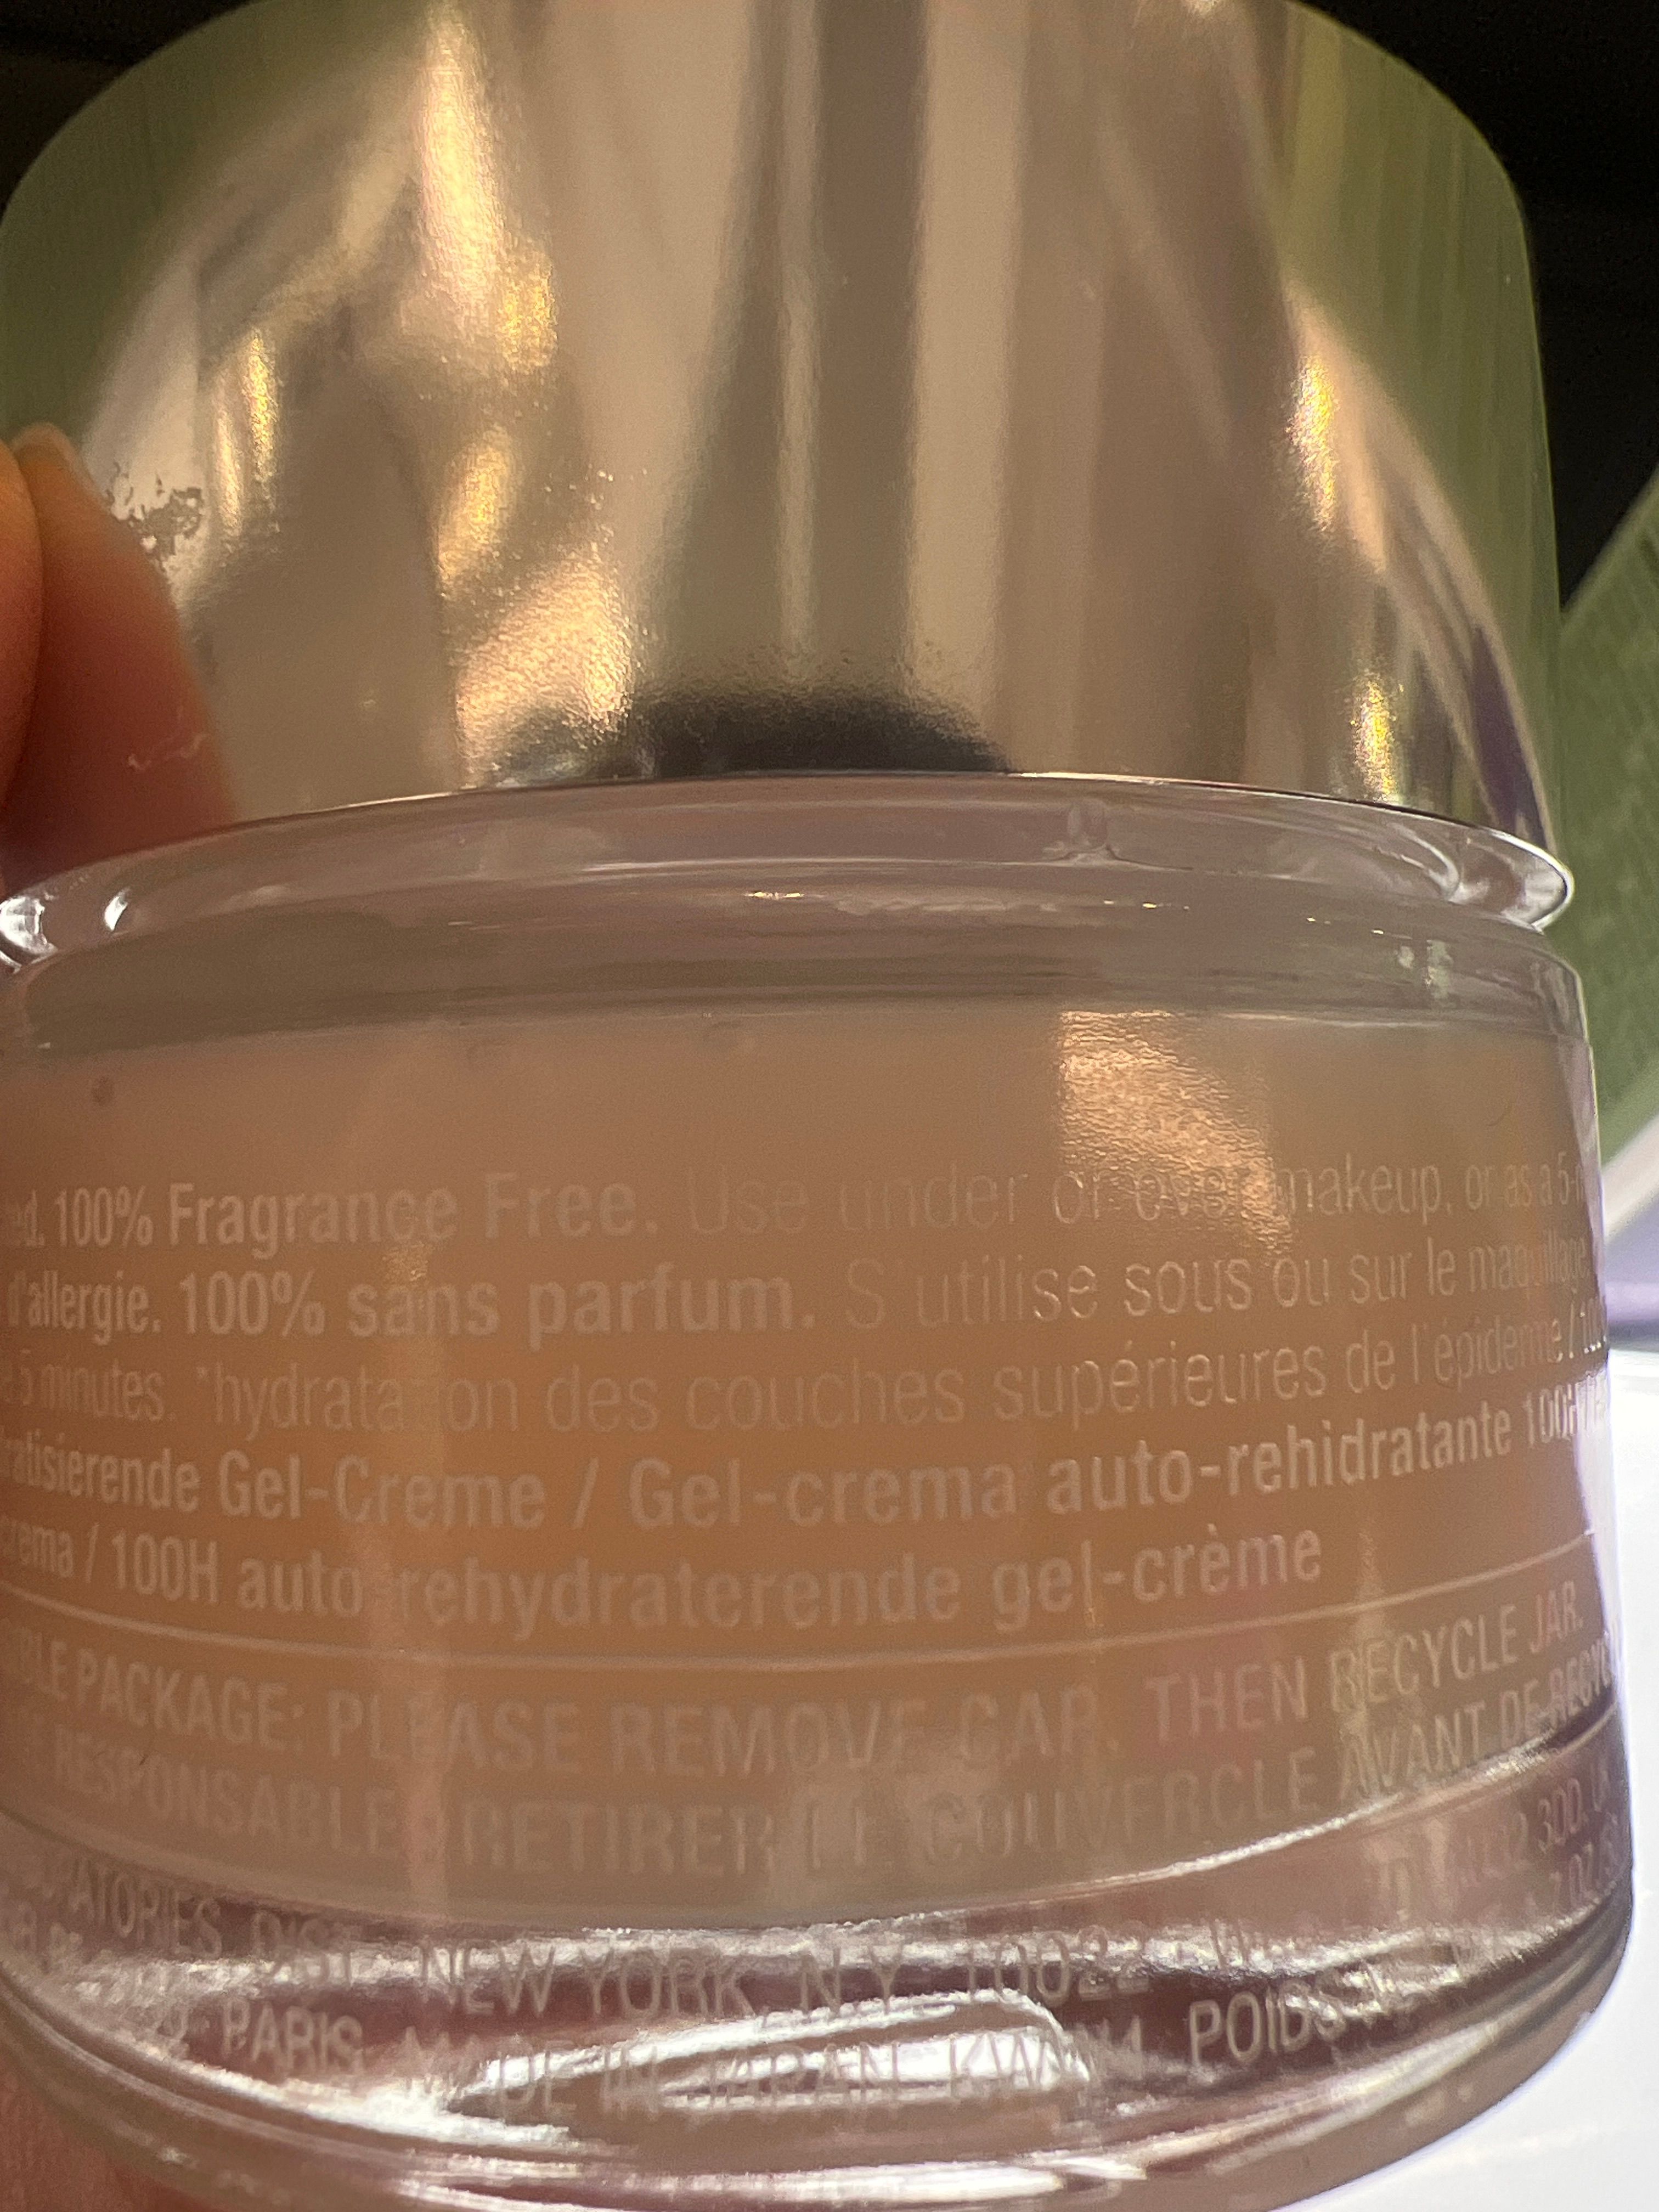 ed. 100% Fragrance Free. Use under or over makeup, or as a 5-
d'allergie. 100% sans parfum. S'utilise sous ou sur le maquillage
5 minutes. *hydratation des couches supérieures de l'épiderme /
ratisierende Gel-Creme / Gel-crema auto-rehidratante 100H
crema / 100H auto-rehydraterende gel-crème
BLE PACKAGE: PLEASE REMOVE CAP, THEN RECYCLE JAR.
RESPONSABLE: RETIRER LE COUVERCLE AVANT DE RECYC
ATORIES, DIST. NEW YORK, N.Y. 10022
PARIS MADE IN JAPAN POIDS